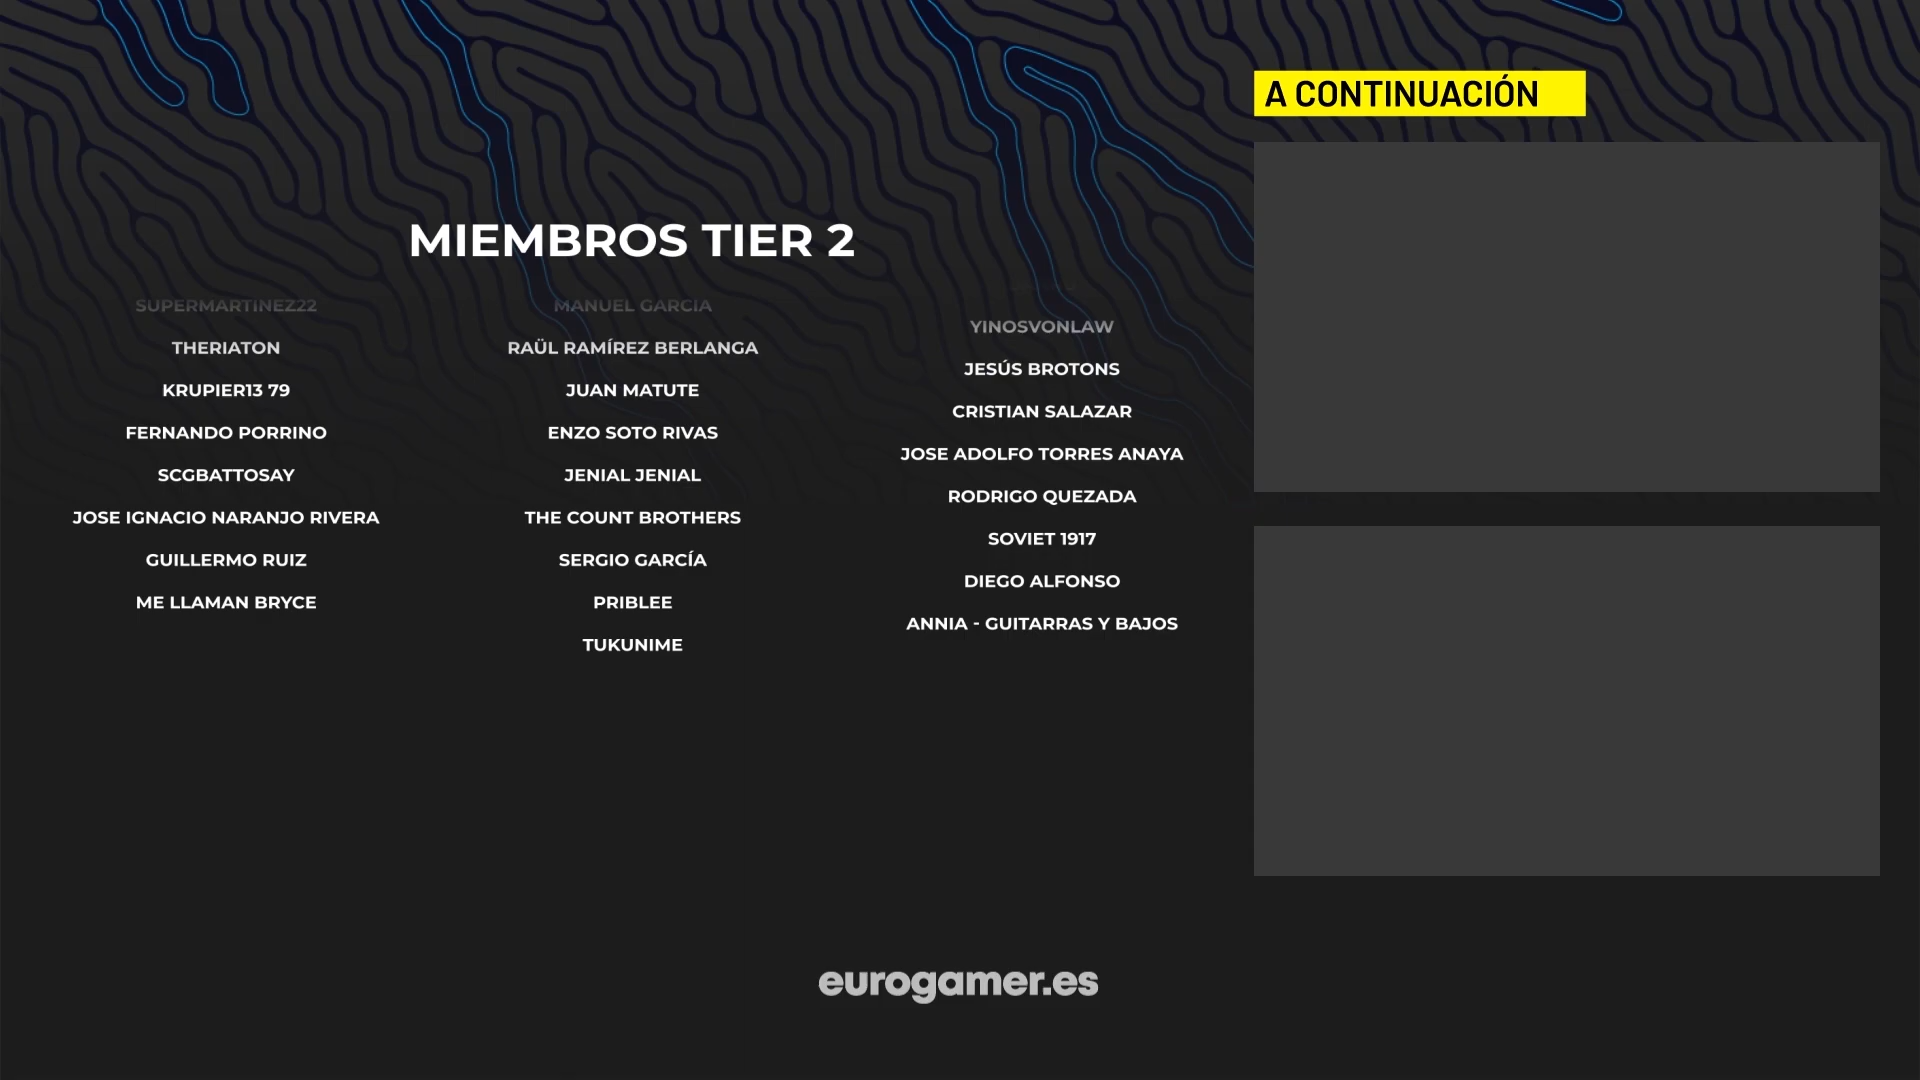 A CONTINUACIÓN
MIEMBROS TIER 2
SUPERMARTÍNEZ22
THERIATON
KRUPIER13 79
FERNANDO PORRINO
SCGBATTOSAY
JOSE IGNACIO NARANJO RIVERA
GUILLERMO RUIZ
ME LLAMAN BRYCE
MANUEL GARCIA
RAÜL RAMÍREZ BERLANGA
JUAN MATUTE
ENZO SOTO RIVAS
JENIAL JENIAL
THE COUNT BROTHERS
SERGIO GARCÍA
PRIBLEE
TUKUNIME
YINOSVONLAW
JESÚS BROTONS
CRISTIAN SALAZAR
JOSE ADOLFO TORRES ANAYA
RODRIGO QUEZADA
SOVIET 1917
DIEGO ALFONSO
ANNIA - GUITARRAS Y BAJOS
eurogamer.es